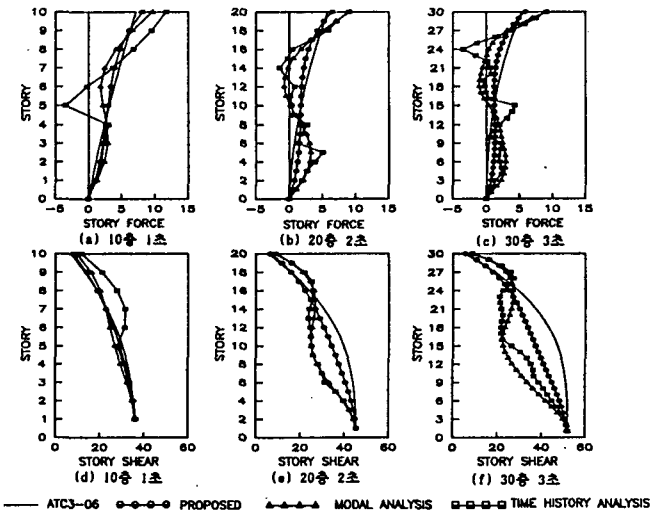 STORY
10
9
8
7
6
5
4
3
2
1
0
-5 0 5 10 15
STORY FORCE
(a) 10층 1초
STORY
20
18
16
14
12
10
8
6
4
2
0
-5 0 5 10 15
STORY FORCE
(b) 20층 2초
STORY
30
27
24
21
18
15
12
9
6
3
0
-5 0 5 10 15
STORY FORCE
(c) 30층 3초
STORY
10
9
8
7
6
5
4
3
2
1
0
0 20 40 60
STORY SHEAR
(d) 10층 1초
STORY
20
18
16
14
12
10
8
6
4
2
0
0 20 40 60
STORY SHEAR
(e) 20층 2초
STORY
30
27
24
21
18
15
12
9
6
3
0
0 20 40 60
STORY SHEAR
(f) 30층 3초
ATC3-06 PROPOSED MODAL ANALYSIS TIME HISTORY ANALYSIS